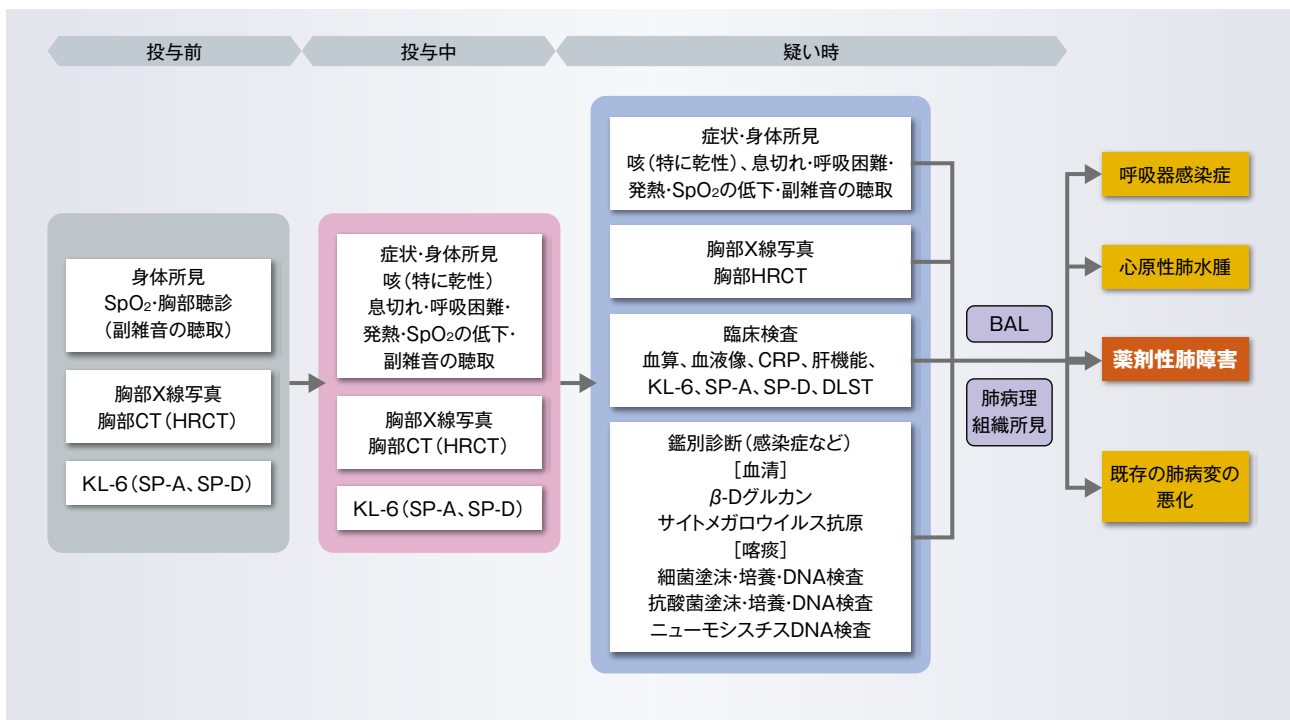 投与前
投与中
疑い時
身体所見
SpO₂・胸部聴診
（副雑音の聴取）
胸部X線写真
胸部CT（HRCT）
KL-6（SP-A、SP-D）
症状・身体所見
咳（特に乾性）
息切れ・呼吸困難・
発熱・SpO₂の低下・
副雑音の聴取
胸部X線写真
胸部CT（HRCT）
KL-6（SP-A、SP-D）
症状・身体所見
咳（特に乾性）、息切れ・呼吸困難・
発熱・SpO₂の低下・副雑音の聴取
胸部X線写真
胸部HRCT
臨床検査
血算、血液像、CRP、肝機能、
KL-6、SP-A、SP-D、DLST
鑑別診断（感染症など）
［血清］
β-Dグルカン
サイトメガロウイルス抗原
［喀痰］
細菌塗沫・培養・DNA検査
抗酸菌塗沫・培養・DNA検査
ニューモシスチスDNA検査
BAL
肺病理
組織所見
呼吸器感染症
心原性肺水腫
薬剤性肺障害
既存の肺病変の
悪化